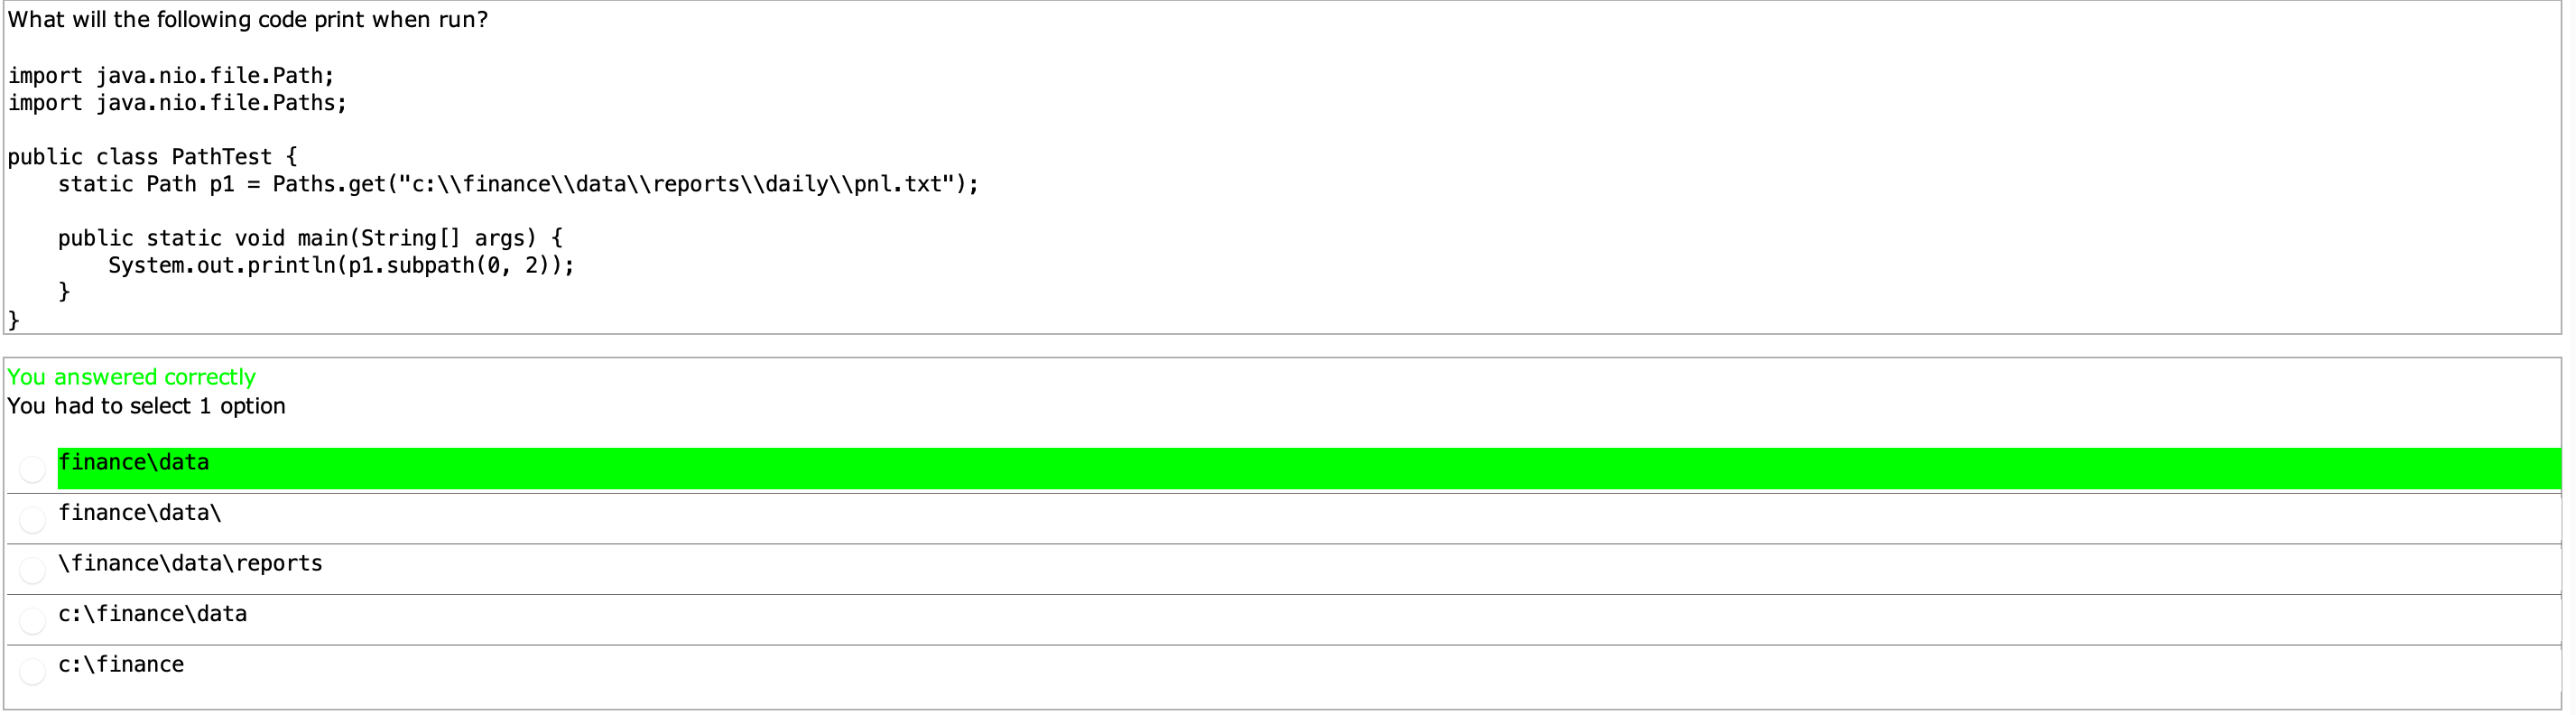 What will the following code print when run?
import java.nio.file.Path;
import java.nio.file.Paths;
public class PathTest {
    static Path p1 = Paths.get("c:\\finance\\data\\reports\\daily\\pnl.txt");
    public static void main(String[] args) {
        System.out.println(p1.subpath(0, 2));
    }
}
You answered correctly
You had to select 1 option
finance\data
finance\data\
\finance\data\reports
c:\finance\data
c:\finance